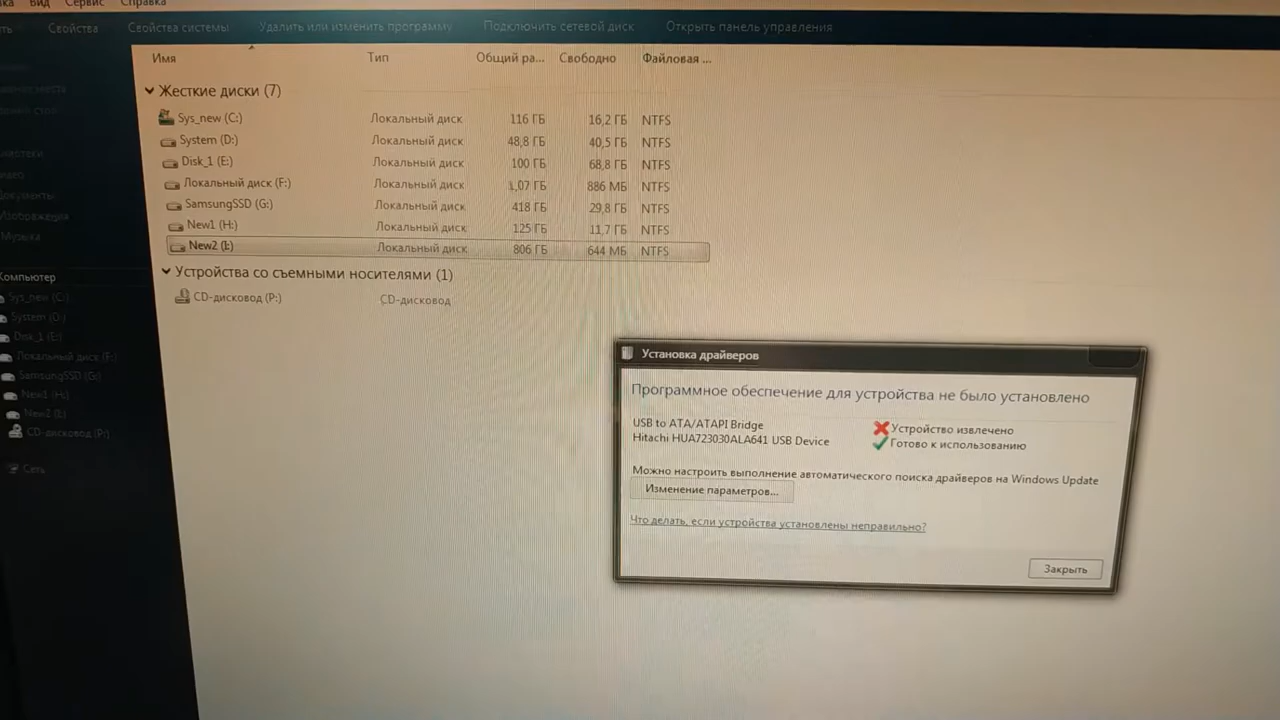 Вид Сервис Справка
Свойства Свойства системы Удалить или изменить программу Подключить сетевой диск Открыть панель управления
Имя Тип Общий ра... Свободно Файловая ...
Жесткие диски (7)
Sys_new (C:) Локальный диск 116 ГБ 16,2 ГБ NTFS
System (D:) Локальный диск 48,8 ГБ 40,5 ГБ NTFS
Disk_1 (E:) Локальный диск 100 ГБ 68,8 ГБ NTFS
Локальный диск (F:) Локальный диск 1,07 ГБ 886 МБ NTFS
SamsungSSD (G:) Локальный диск 418 ГБ 29,8 ГБ NTFS
New1 (H:) Локальный диск 125 ГБ 11,7 ГБ NTFS
New2 (I:) Локальный диск 806 ГБ 644 МБ NTFS
Устройства со съемными носителями (1)
CD-дисковод (P:) CD-дисковод
Изображения
Музыка
Компьютер
Sys_new (C:)
System (D:)
Disk_1 (E:)
Локальный диск (F:)
SamsungSSD (G:)
New1 (H:)
New2 (I:)
CD-дисковод (P:)
Сеть
Установка драйверов
Программное обеспечение для устройства не было установлено
USB to ATA/ATAPI Bridge Устройство извлечено
Hitachi HUA723030ALA641 USB Device Готово к использованию
Можно настроить выполнение автоматического поиска драйверов на Windows Update
Изменение параметров...
Что делать, если устройства установлены неправильно?
Закрыть